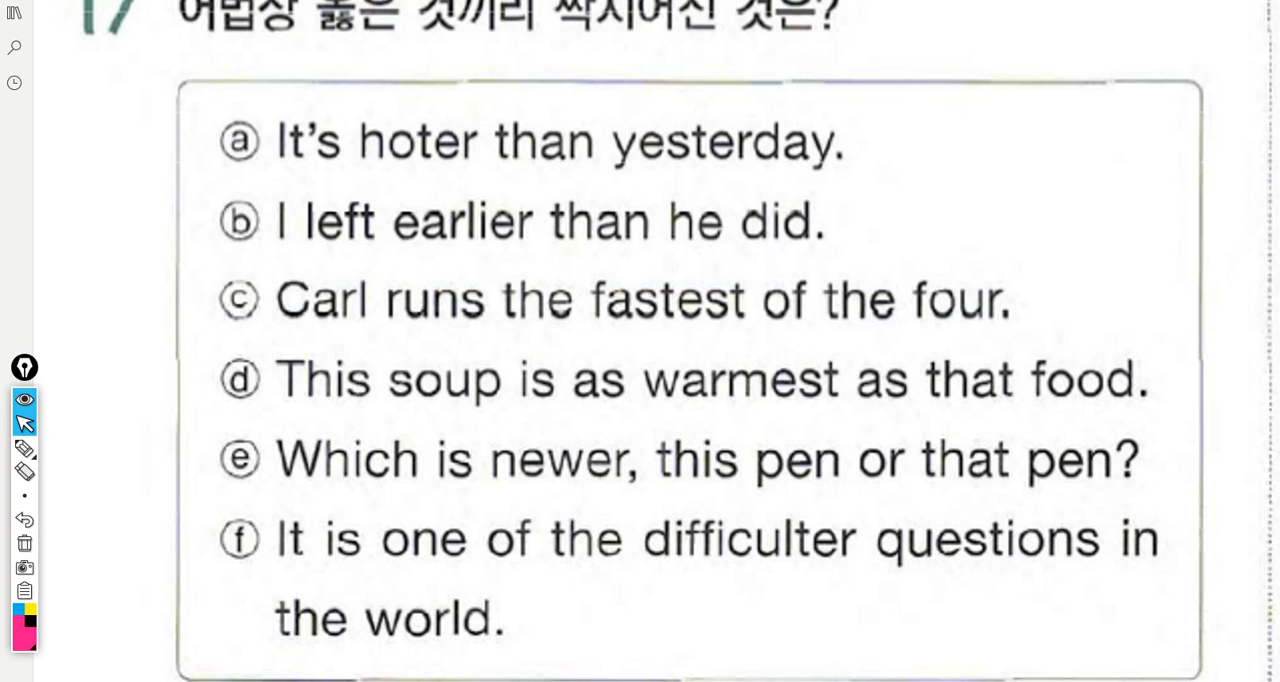 17 어법상 옳은 것끼리 짝지어진 것은?
ⓐ It's hoter than yesterday.
ⓑ I left earlier than he did.
ⓒ Carl runs the fastest of the four.
ⓓ This soup is as warmest as that food.
ⓔ Which is newer, this pen or that pen?
ⓕ It is one of the difficulter questions in
the world.